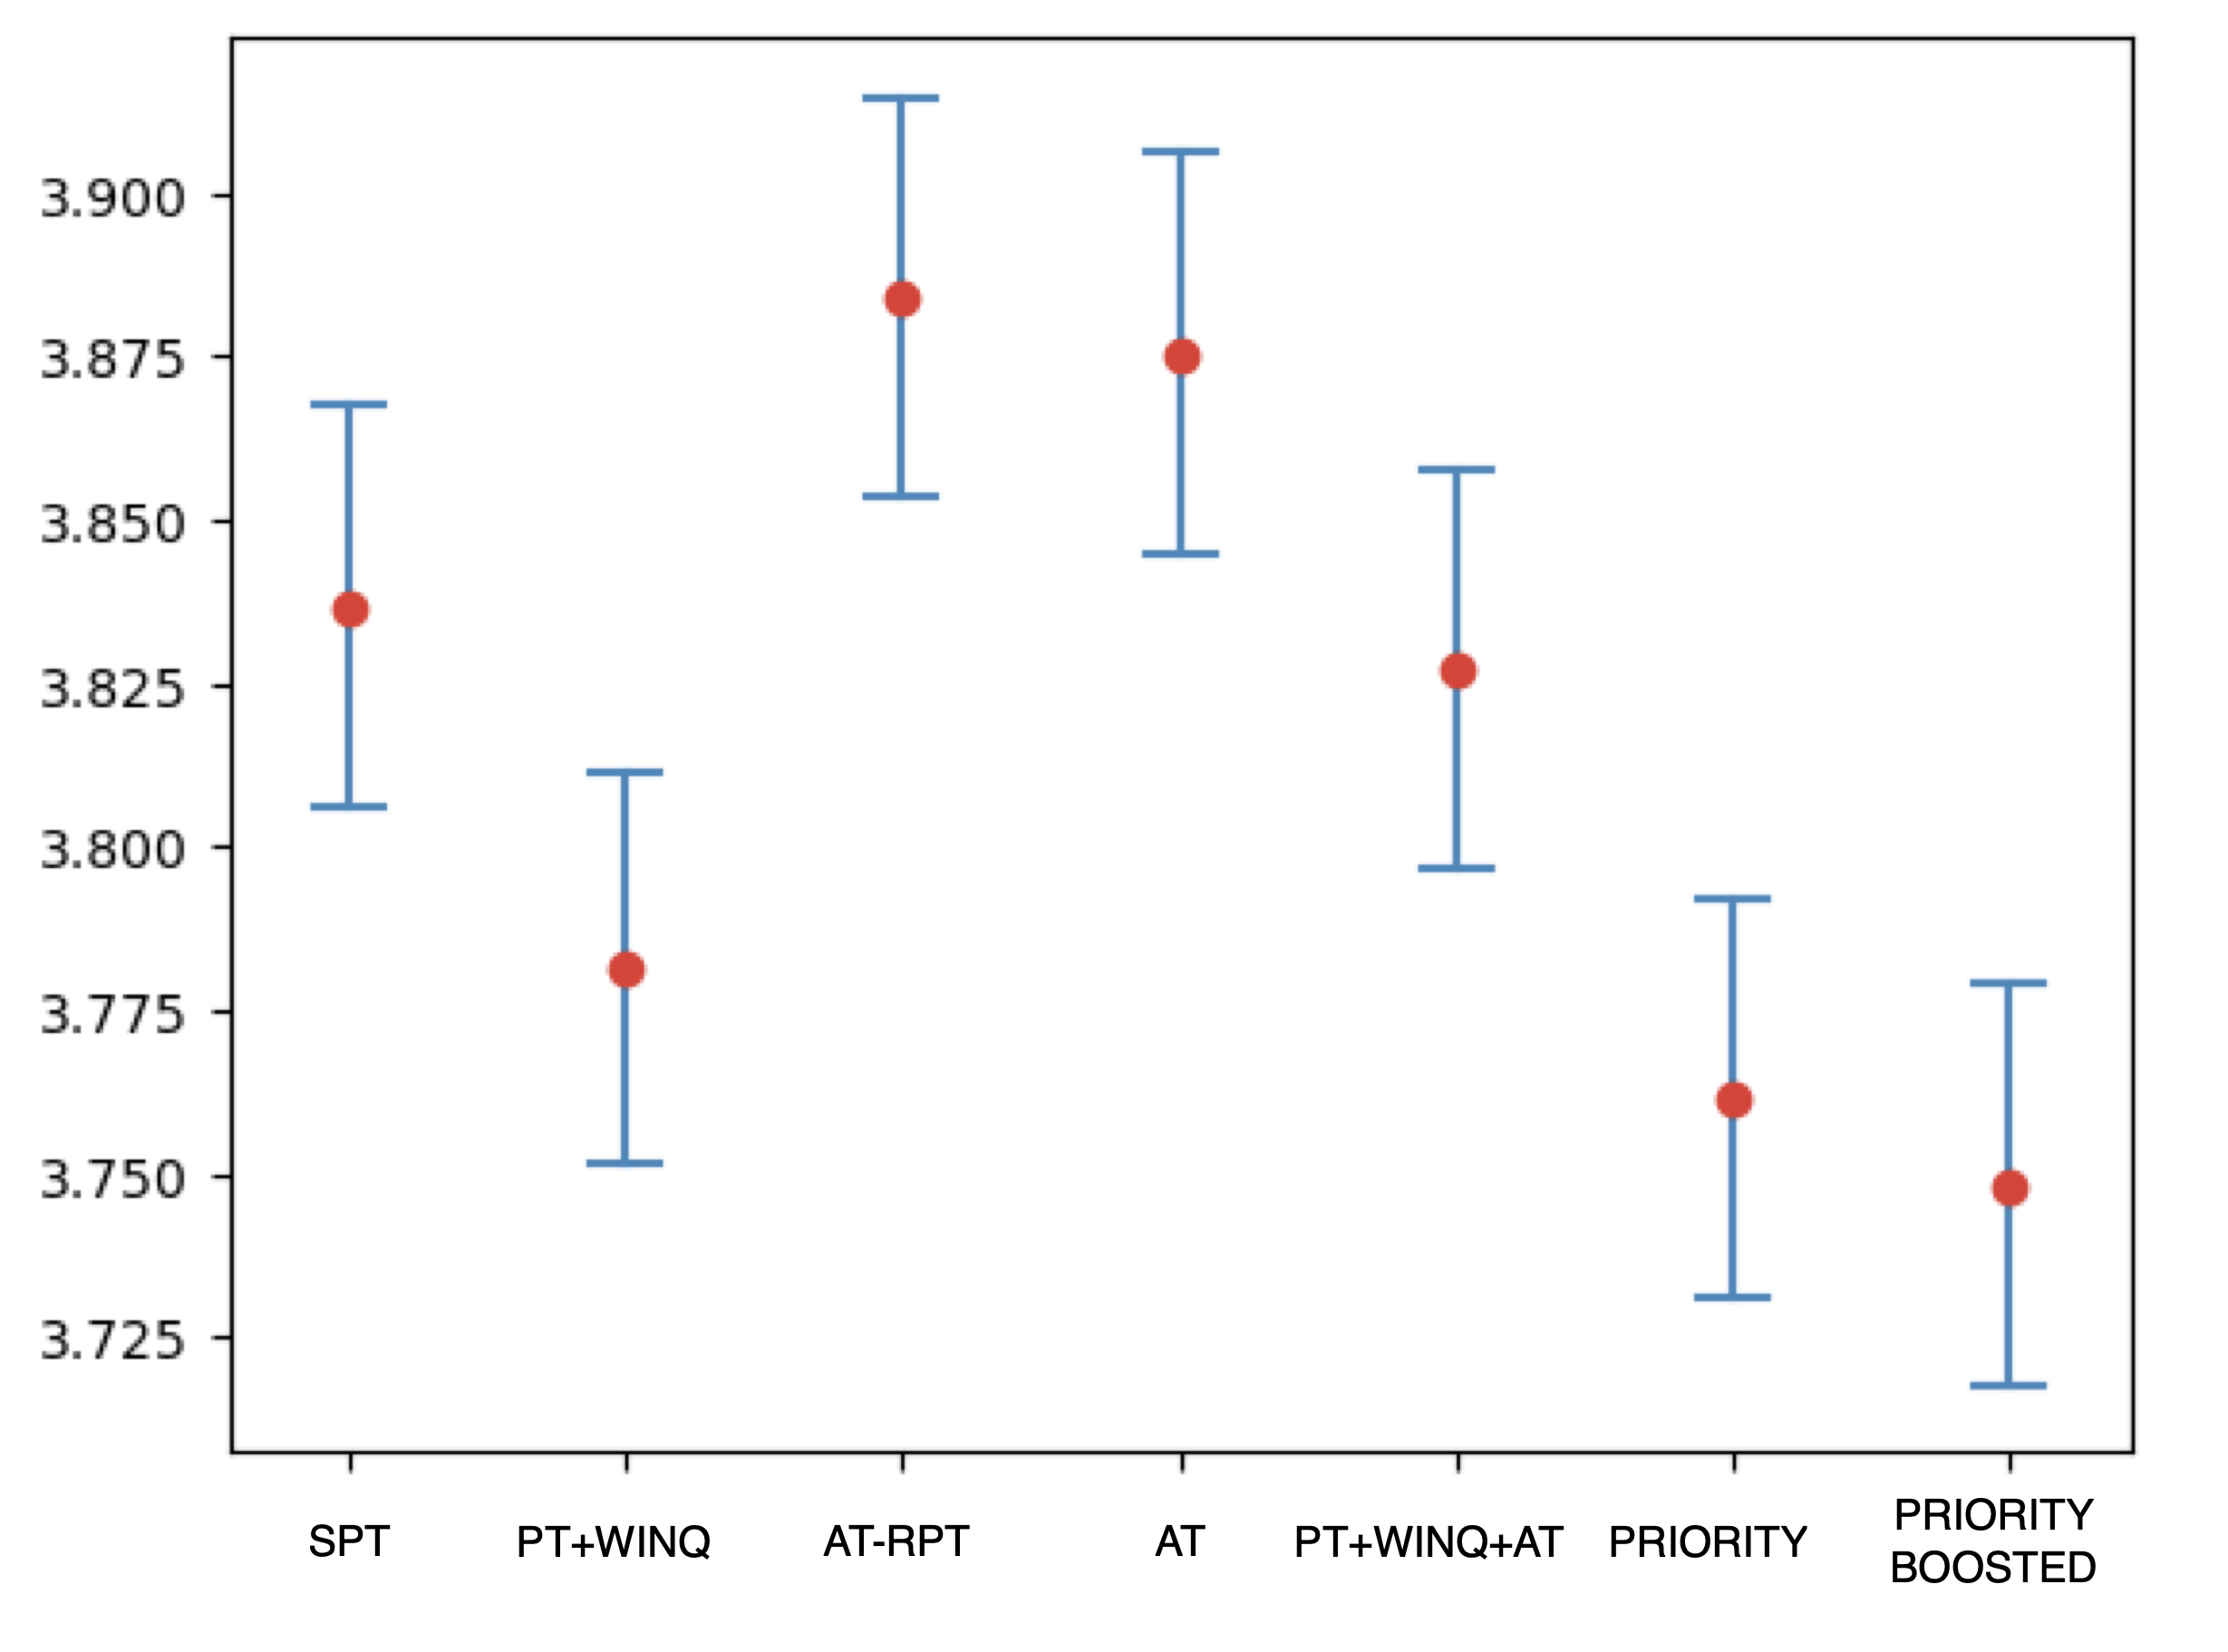 3.900
3.875
3.850
3.825
3.800
3.775
3.750
3.725
SPT
PT+WINQ
AT-RPT
AT
PT+WINQ+AT
PRIORITY
PRIORITY
BOOSTED